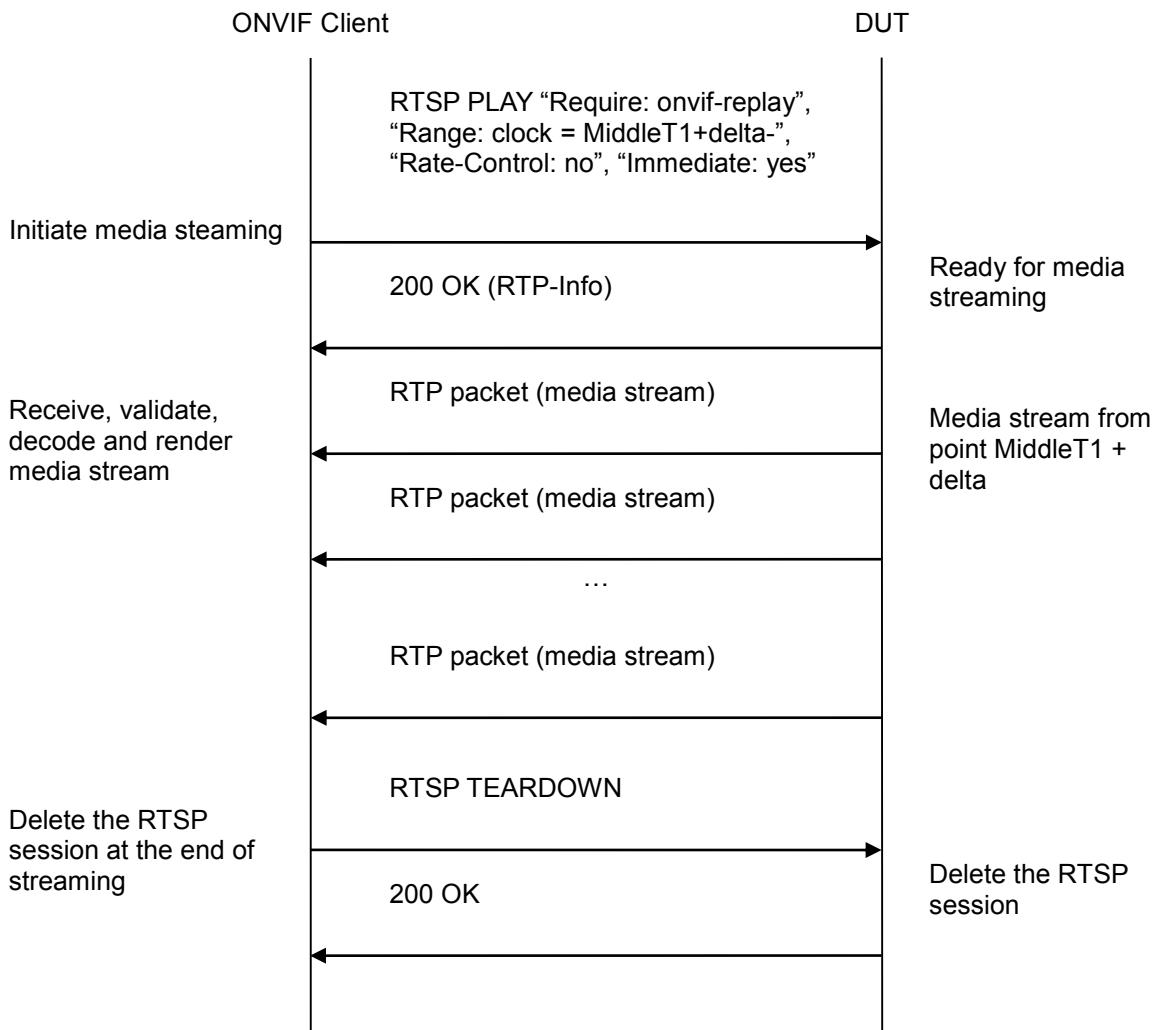 ONVIF Client
DUT
RTSP PLAY “Require: onvif-replay”,
“Range: clock = MiddleT1+delta-”,
“Rate-Control: no”, “Immediate: yes”
Initiate media steaming
Ready for media
streaming
200 OK (RTP-Info)
RTP packet (media stream)
Receive, validate,
decode and render
media stream
Media stream from
point MiddleT1 +
delta
RTP packet (media stream)
…
RTP packet (media stream)
RTSP TEARDOWN
Delete the RTSP
session at the end of
streaming
Delete the RTSP
session
200 OK